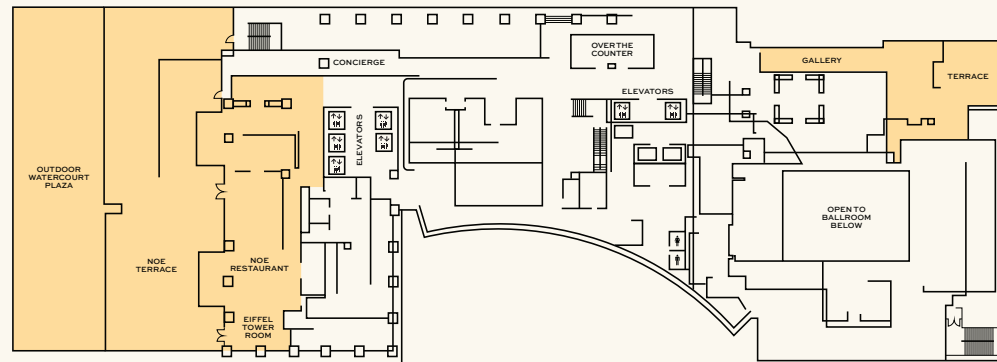 OVER THE
COUNTER
CONCIERGE
GALLERY
TERRACE
ELEVATORS
ELEVATORS
OUTDOOR
WATERCOURT
PLAZA
OPEN TO
BALLROOM
BELOW
NOE
TERRACE
NOE
RESTAURANT
EIFFEL
TOWER
ROOM